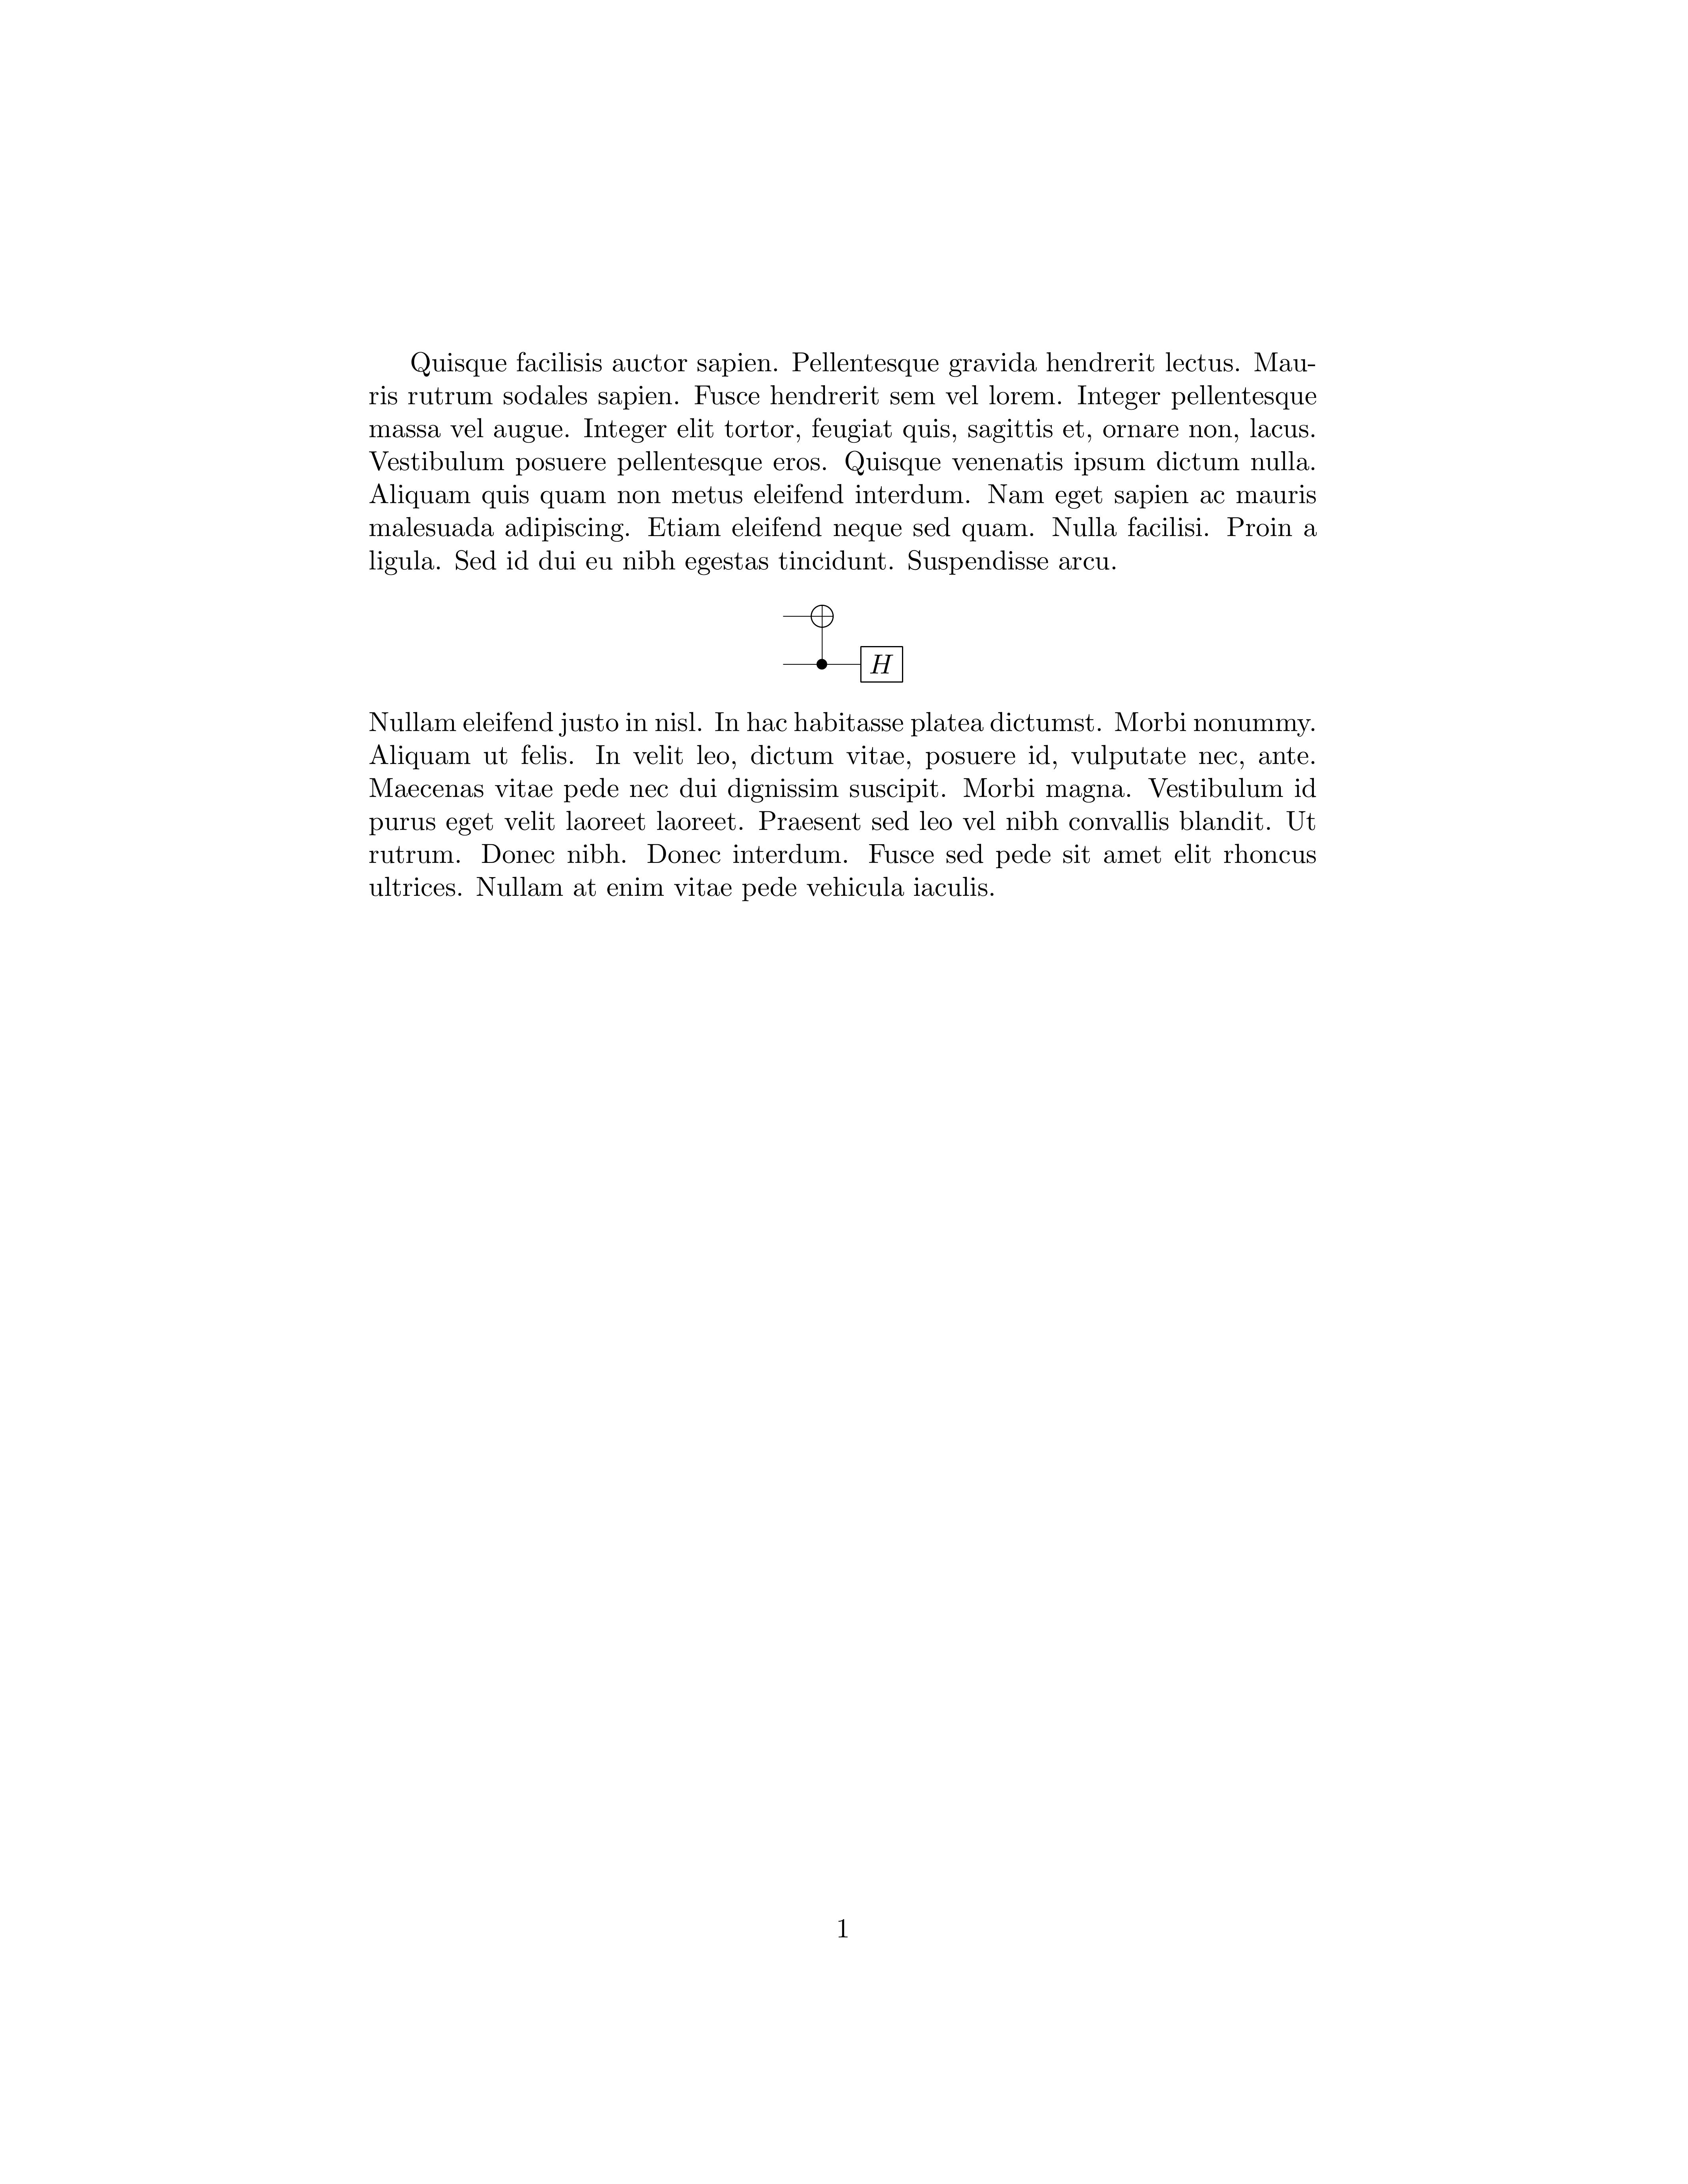 Quisque facilisis auctor sapien. Pellentesque gravida hendrerit lectus. Mau-
ris rutrum sodales sapien. Fusce hendrerit sem vel lorem. Integer pellentesque
massa vel augue. Integer elit tortor, feugiat quis, sagittis et, ornare non, lacus.
Vestibulum posuere pellentesque eros. Quisque venenatis ipsum dictum nulla.
Aliquam quis quam non metus eleifend interdum. Nam eget sapien ac mauris
malesuada adipiscing. Etiam eleifend neque sed quam. Nulla facilisi. Proin a
ligula. Sed id dui eu nibh egestas tincidunt. Suspendisse arcu.
H
Nullam eleifend justo in nisl. In hac habitasse platea dictumst. Morbi nonummy.
Aliquam ut felis. In velit leo, dictum vitae, posuere id, vulputate nec, ante.
Maecenas vitae pede nec dui dignissim suscipit. Morbi magna. Vestibulum id
purus eget velit laoreet laoreet. Praesent sed leo vel nibh convallis blandit. Ut
rutrum. Donec nibh. Donec interdum. Fusce sed pede sit amet elit rhoncus
ultrices. Nullam at enim vitae pede vehicula iaculis.
1